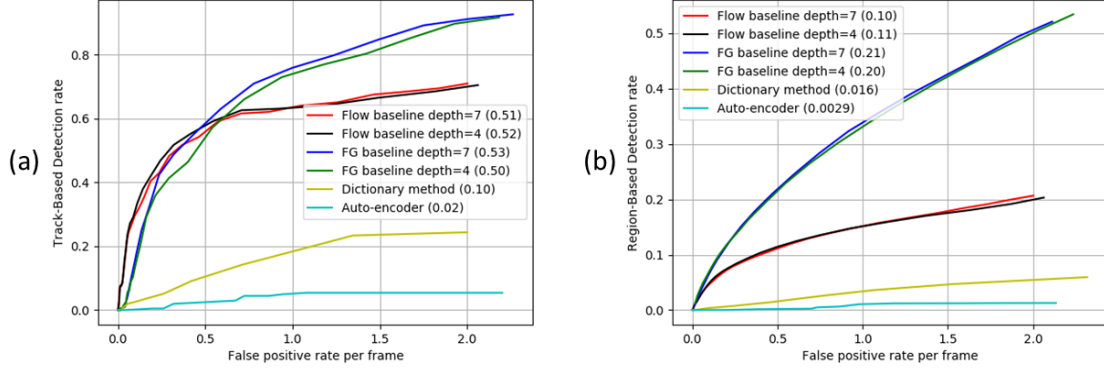 (a)
Track-Based Detection rate
0.8
0.6
0.4
0.2
0.0
Flow baseline depth=7 (0.51)
Flow baseline depth=4 (0.52)
FG baseline depth=7 (0.53)
FG baseline depth=4 (0.50)
Dictionary method (0.10)
Auto-encoder (0.02)
0.0 0.5 1.0 1.5 2.0
False positive rate per frame
(b)
Region-Based Detection rate
0.5
0.4
0.3
0.2
0.1
0.0
Flow baseline depth=7 (0.10)
Flow baseline depth=4 (0.11)
FG baseline depth=7 (0.21)
FG baseline depth=4 (0.20)
Dictionary method (0.016)
Auto-encoder (0.0029)
0.0 0.5 1.0 1.5 2.0
False positive rate per frame